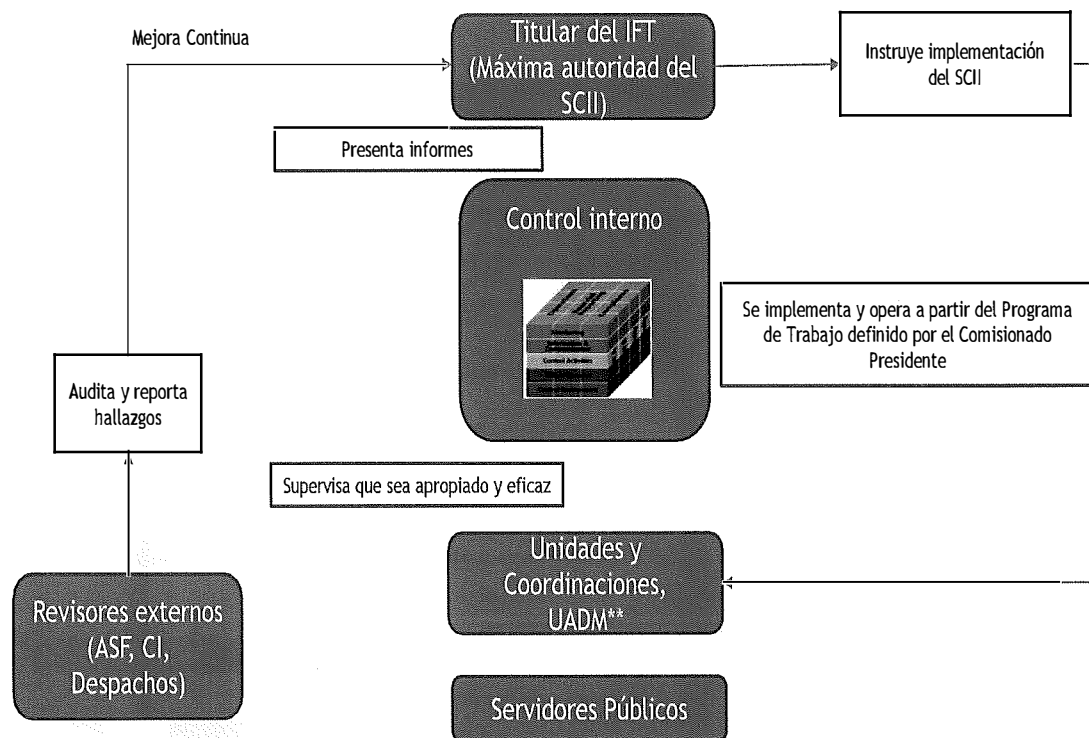 Mejora Continua
Titular del IFT
(Máxima autoridad del
SCII)
Instruye implementación
del SCII
Presenta informes
Control interno
Control Activities
Se implementa y opera a partir del Programa
de Trabajo definido por el Comisionado
Presidente
Audita y reporta
hallazgos
Supervisa que sea apropiado y eficaz
Unidades y
Coordinaciones,
UADM**
Revisores externos
(ASF, CI,
Despachos)
Servidores Públicos